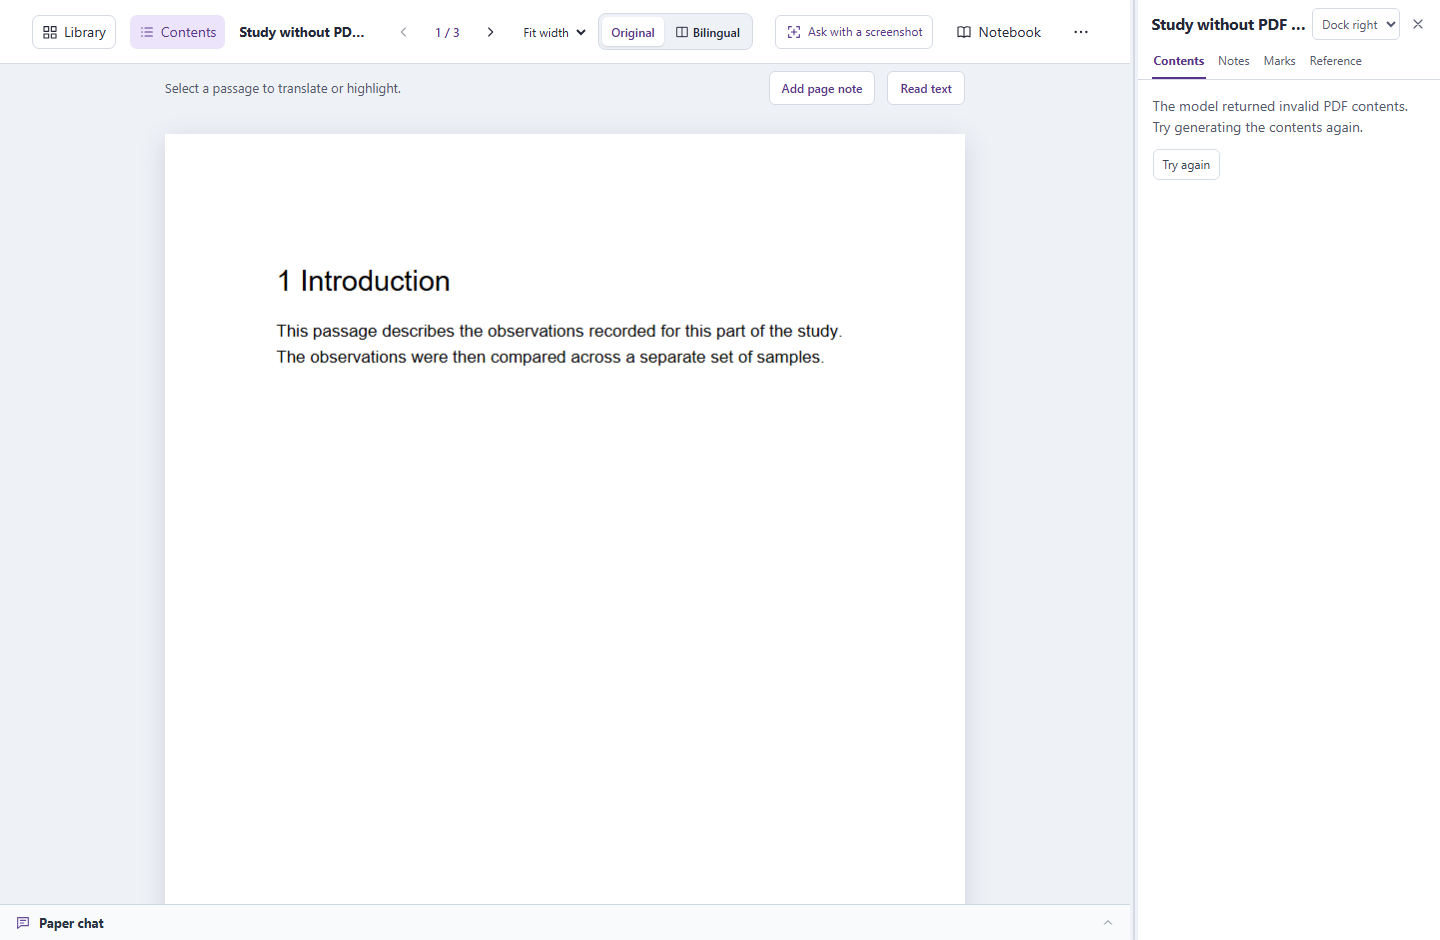 Library
Contents
Study without PD...
1 / 3
Fit width
Original
Bilingual
Ask with a screenshot
Notebook
Select a passage to translate or highlight.
Add page note
Read text
1 Introduction
This passage describes the observations recorded for this part of the study.
The observations were then compared across a separate set of samples.
Paper chat
Study without PDF ...
Dock right
Contents
Notes
Marks
Reference
The model returned invalid PDF contents.
Try generating the contents again.
Try again